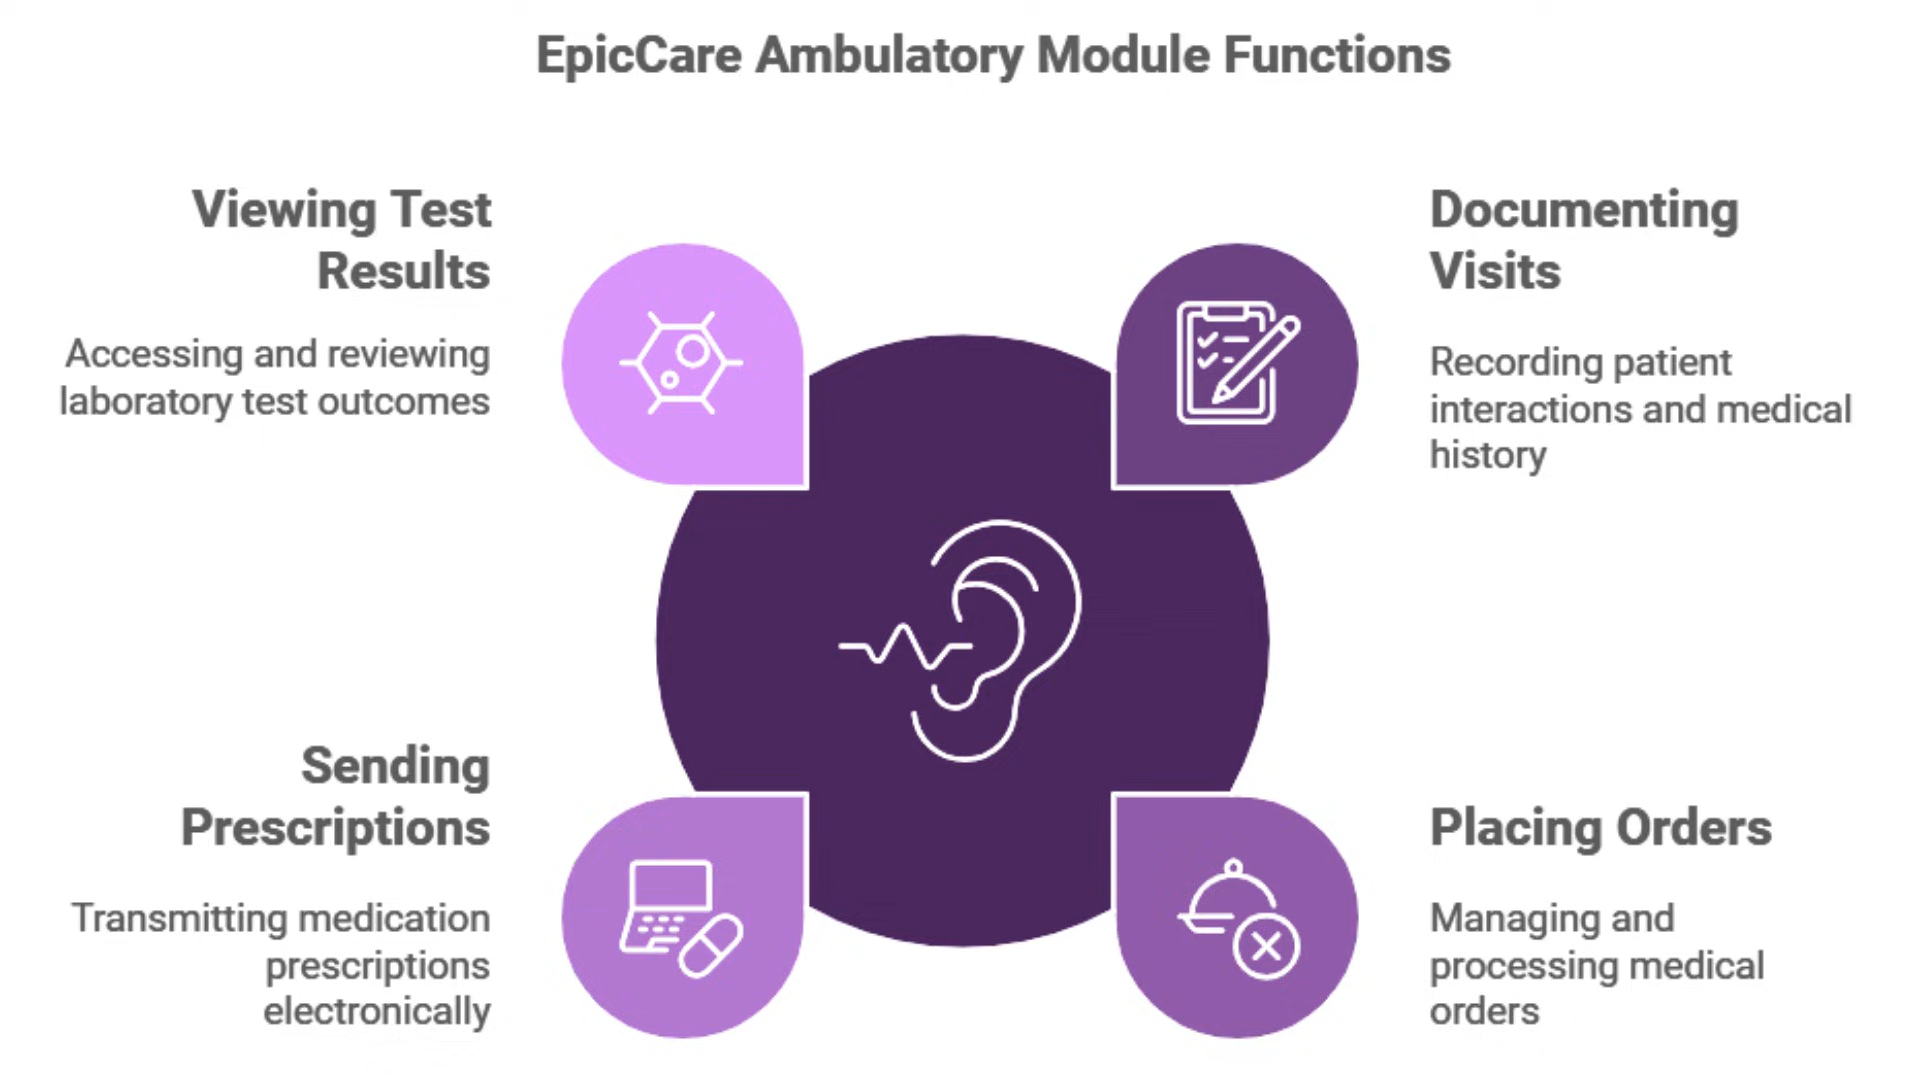 EpicCare Ambulatory Module Functions
Viewing Test
Results
Accessing and reviewing
laboratory test outcomes
Documenting
Visits
Recording patient
interactions and medical
history
Sending
Prescriptions
Transmitting medication
prescriptions
electronically
Placing Orders
Managing and
processing medical
orders